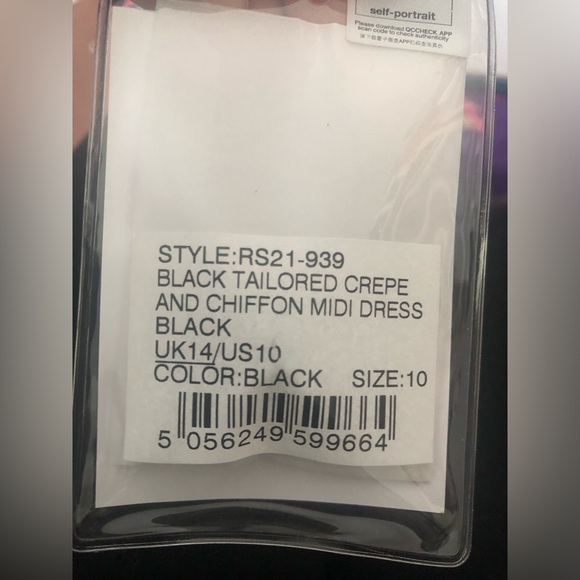 self-portrait
Please download QCCHECK APP
scan code to check authenticity
STYLE:RS21-939
BLACK TAILORED CREPE
AND CHIFFON MIDI DRESS
BLACK
UK14/US10
COLOR:BLACK SIZE:10
5 056249 599664